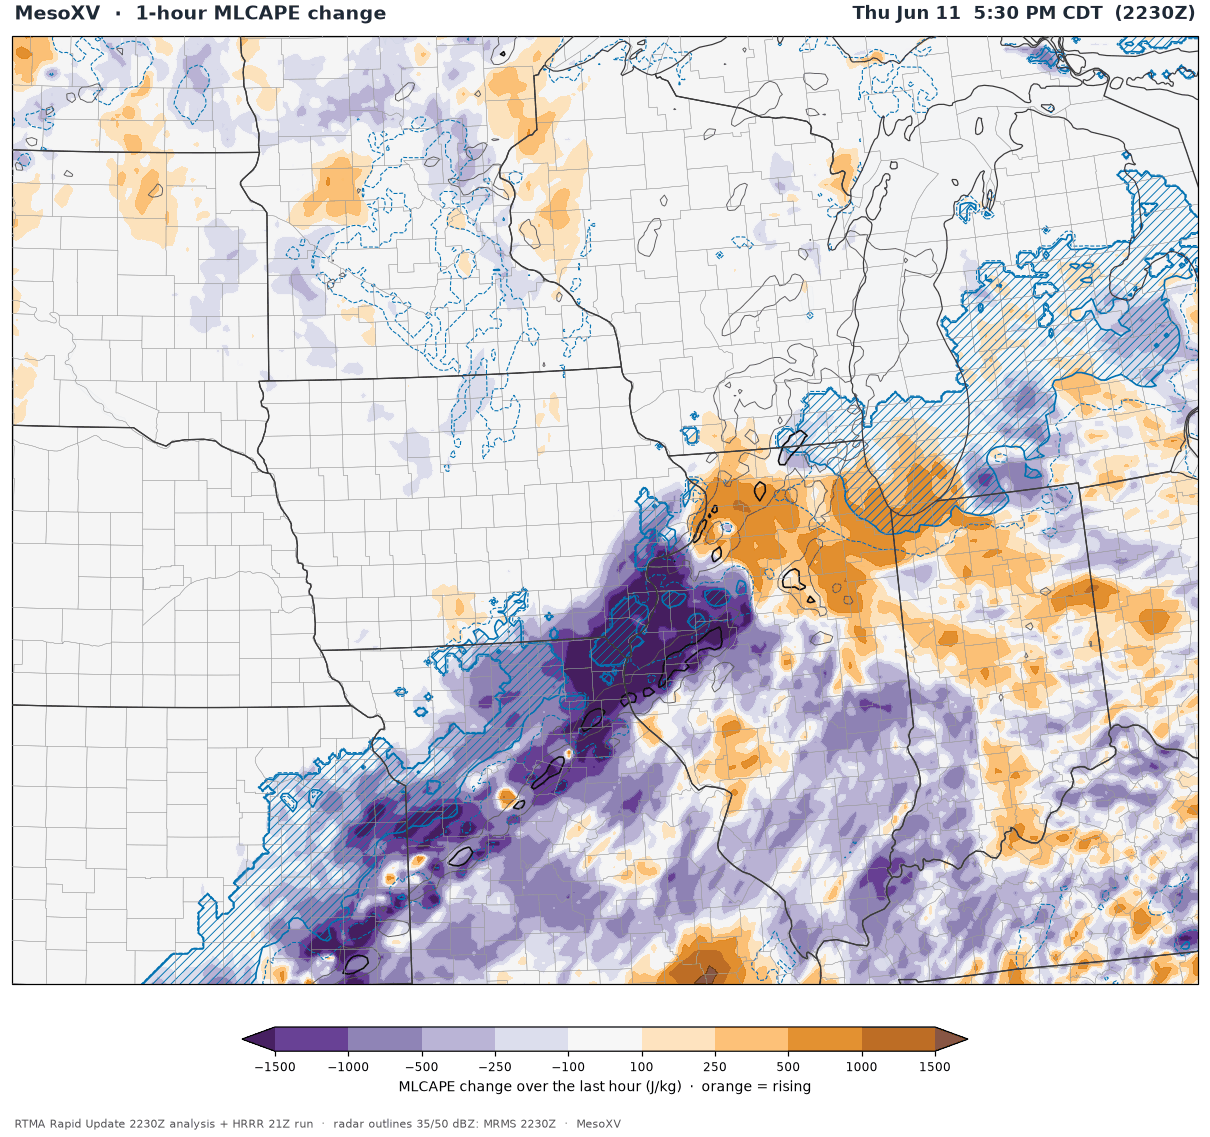 MesoXV · 1-hour MLCAPE change
Thu Jun 11 5:30 PM CDT (2230Z)
−1500 −1000 −500 −250 −100 100 250 500 1000 1500
MLCAPE change over the last hour (J/kg) · orange = rising
RTMA Rapid Update 2230Z analysis + HRRR 21Z run · radar outlines 35/50 dBZ: MRMS 2230Z · MesoXV